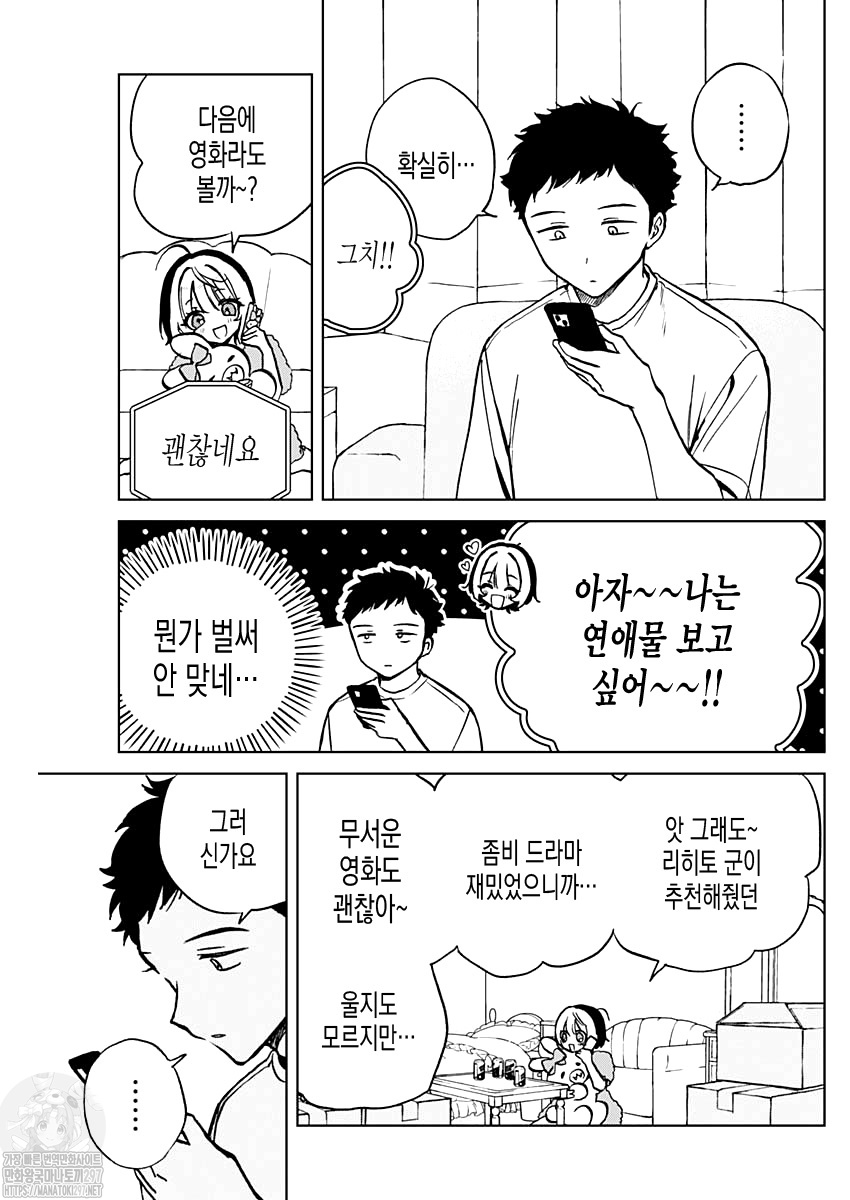 ……
확실히…
그치!!
다음에
영화라도
볼까~?
괜찮네요
아자~~나는
연애물 보고
싶어~~!!
뭔가 벌써
안 맞네…
앗 그래도~
리히토 군이
추천해줬던
좀비 드라마
재밌었으니까…
무서운
영화도
괜찮아~
울지도
모르지만…
그러
신가요
……
가장 빠른 번역만화사이트
만화왕국마나토끼297
HTTPS://MANATOKI297.NET